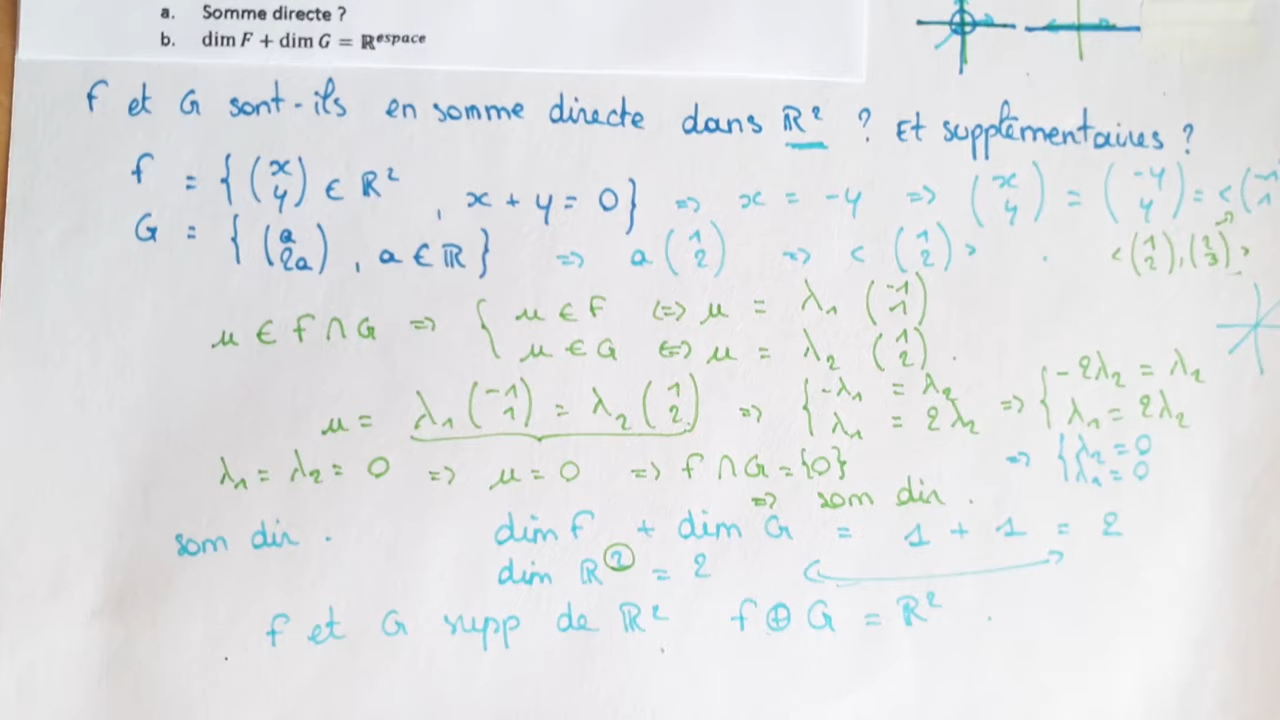 a. Somme directe ?
b. dim F + dim G = ℝ^espace
F et G sont-ils en somme directe dans ℝ² ? Et supplémentaires ?
F = { (x y) ∈ ℝ² , x + y = 0 } => x = -y => (x y) = (-y y) = < (-1 1)
G = { (a 2a) , a ∈ ℝ } => a (1 2) => < (1 2) > . < (1 2), (2 3) >
u ∈ F ∩ G => { u ∈ F <=> u = λ₁ (-1 1)
u ∈ G <=> u = λ₂ (1 2) .
u = λ₁ (-1 1) = λ₂ (1 2) => { -λ₁ = λ₂ => { -2λ₂ = λ₂
λ₁ = 2λ₂ λ₁ = 2λ₂
λ₁ = λ₂ = 0 => u = 0 => F ∩ G = {0} => { λ₂ = 0
λ₁ = 0
=> som dir .
som dir . dim F + dim G = 1 + 1 = 2
dim ℝ² = 2
F et G supp de ℝ² F ⊕ G = ℝ² .